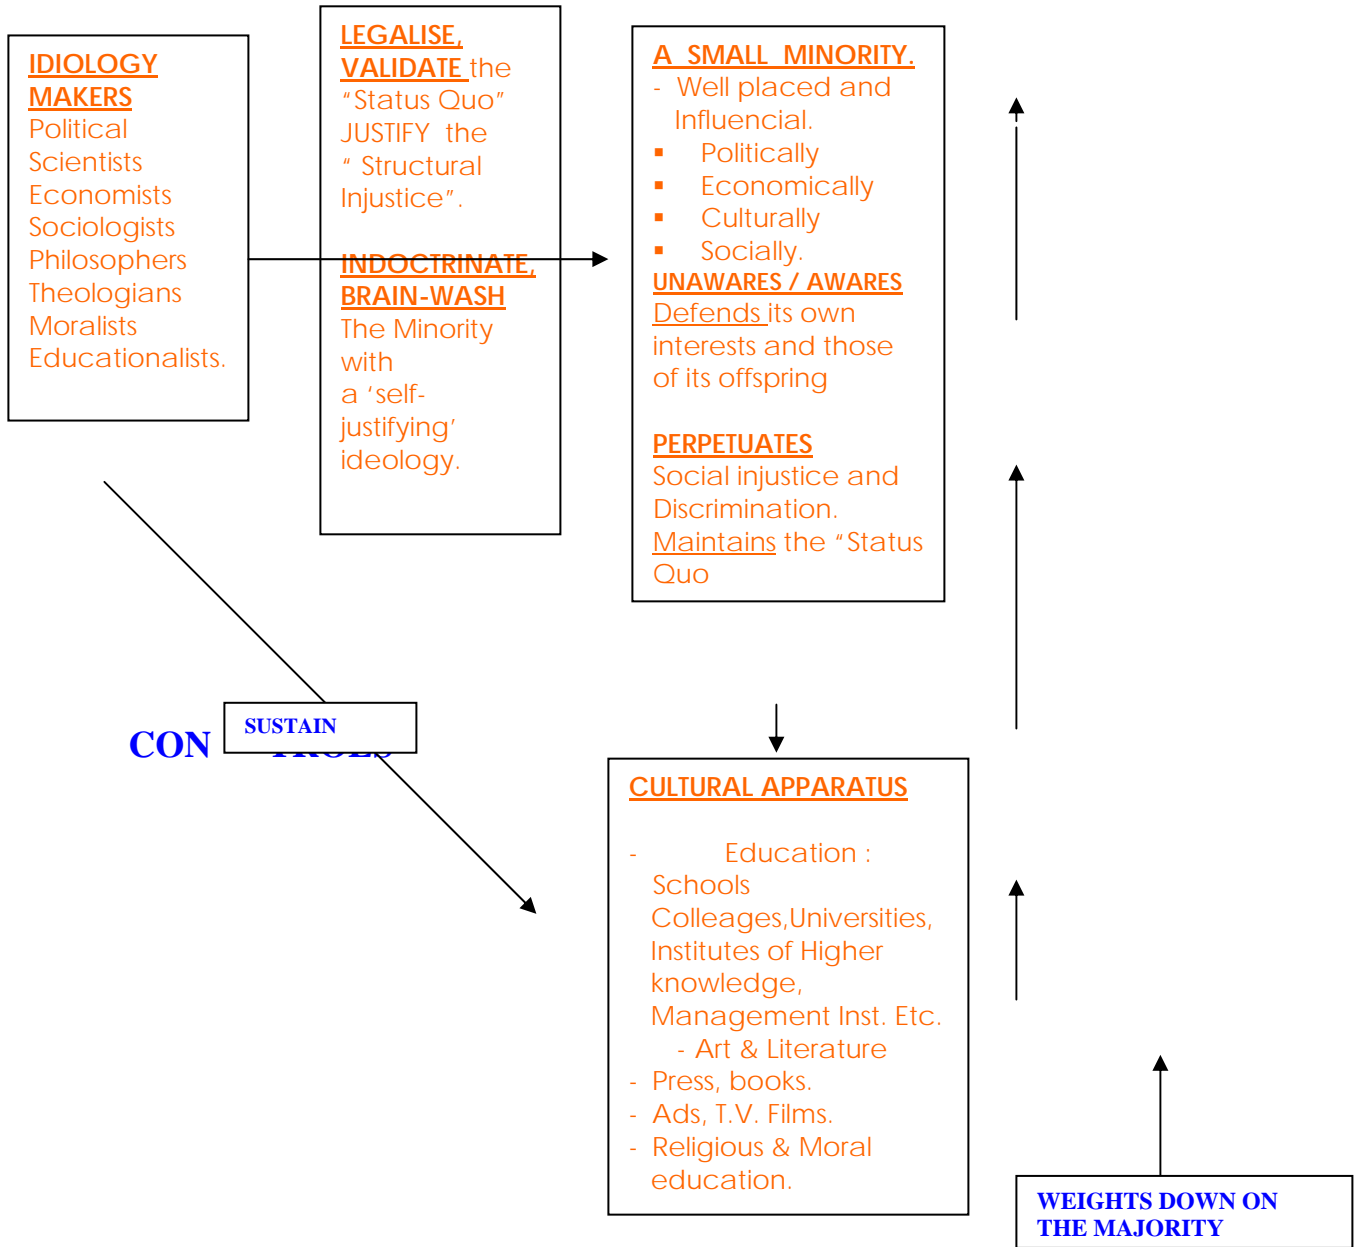 IDIOLOGY
MAKERS
Political
Scientists
Economists
Sociologists
Philosophers
Theologians
Moralists
Educationalists.
LEGALISE,
VALIDATE the
“Status Quo”
JUSTIFY the
“ Structural
Injustice”.
INDOCTRINATE,
BRAIN-WASH
The Minority
with
a ‘self-
justifying’
ideology.
A SMALL MINORITY.
- Well placed and
Influencial.
▪ Politically
▪ Economically
▪ Culturally
▪ Socially.
UNAWARES / AWARES
Defends its own
interests and those
of its offspring
PERPETUATES
Social injustice and
Discrimination.
Maintains the “Status
Quo
SUSTAIN
CON TROLS
CULTURAL APPARATUS
- Education :
Schools
Colleages,Universities,
Institutes of Higher
knowledge,
Management Inst. Etc.
- Art & Literature
- Press, books.
- Ads, T.V. Films.
- Religious & Moral
education.
WEIGHTS DOWN ON
THE MAJORITY